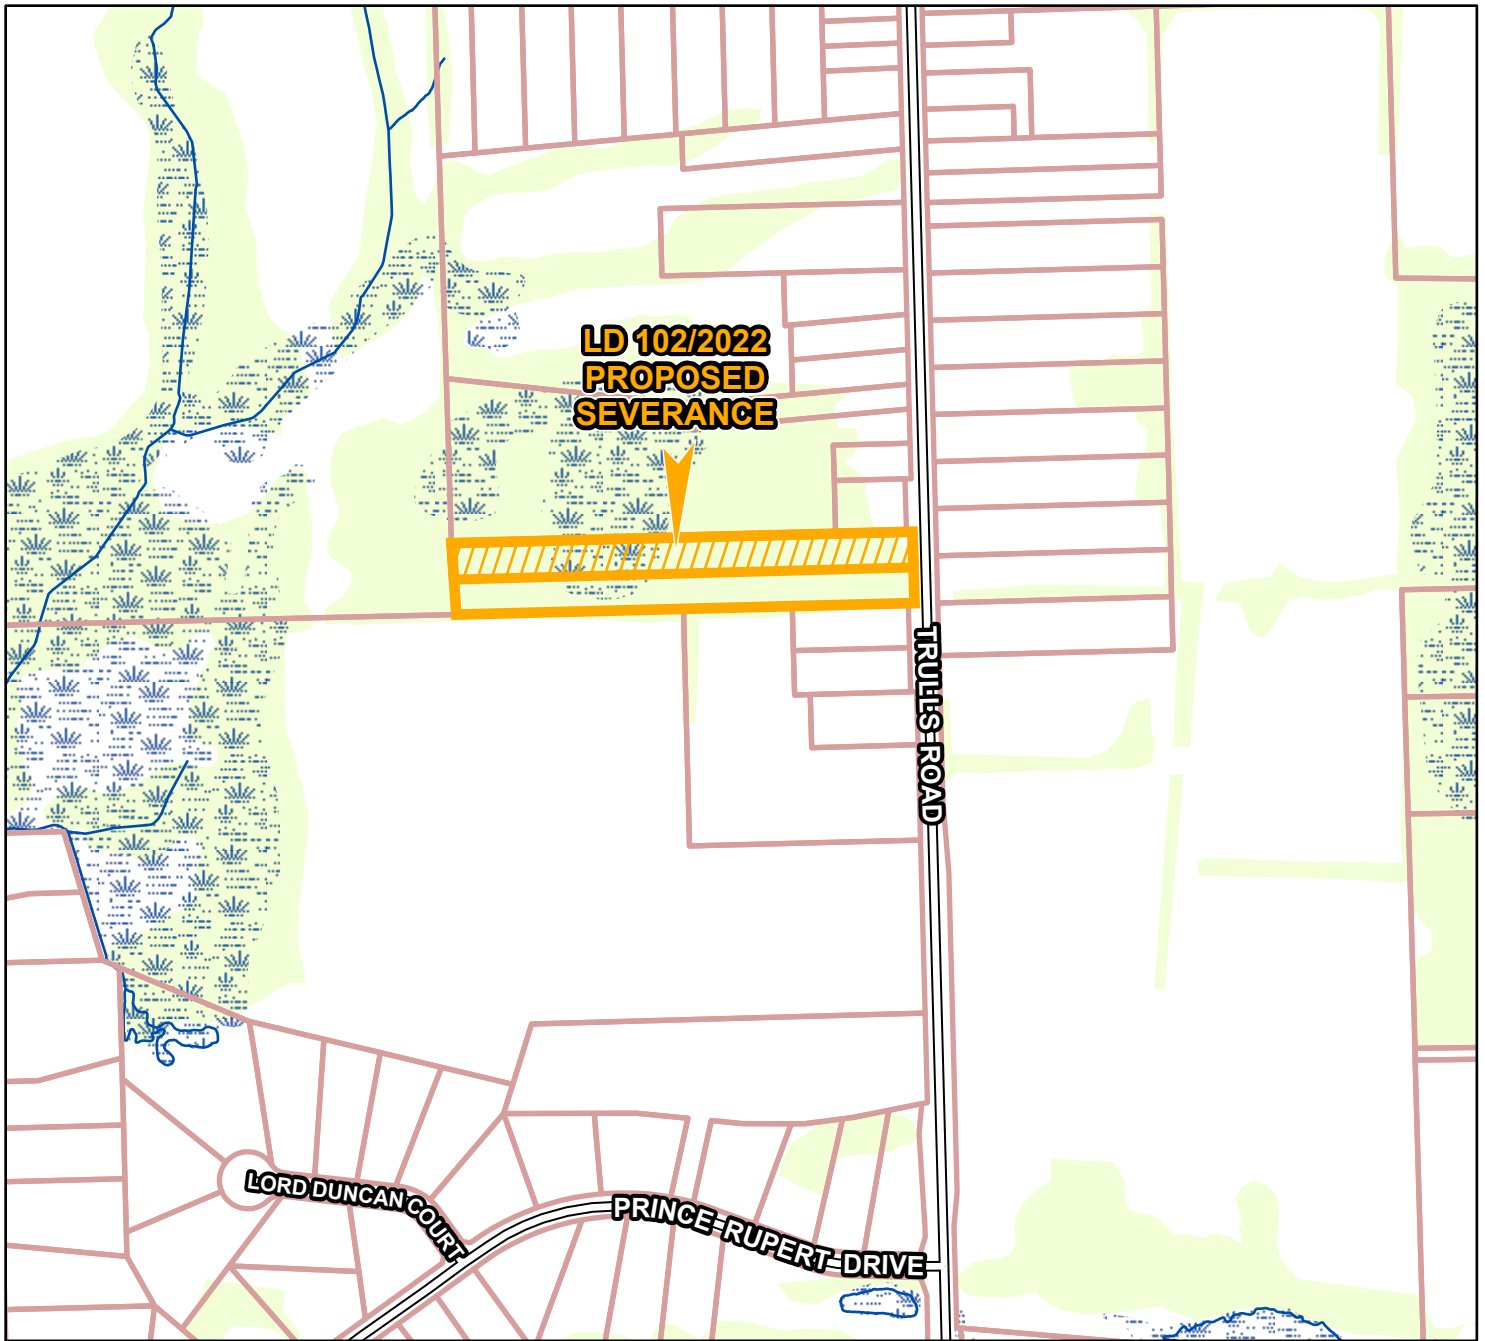 LD 102/2022
PROPOSED
SEVERANCE
TRULLS ROAD
LORD DUNCAN COURT
PRINCE RUPERT DRIVE